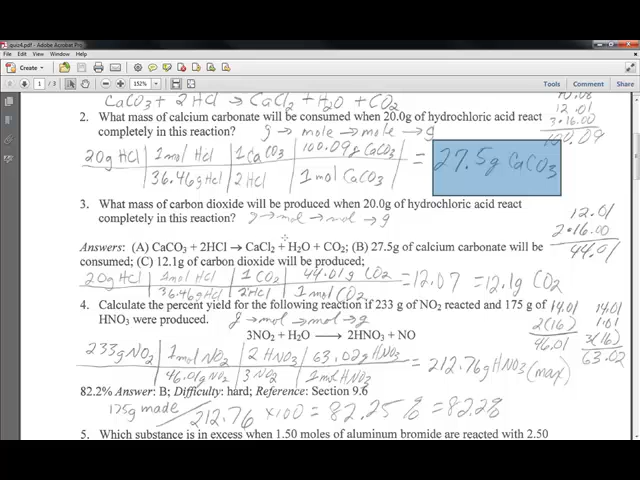 quiz4.pdf - Adobe Acrobat Pro
File Edit View Window Help
Create
1 / 3 152%
Tools Comment Share
CaCO3 + 2HCl → CaCl2 + H2O + CO2
2. What mass of calcium carbonate will be consumed when 20.0g of hydrochloric acid react
completely in this reaction? g → mole → mole → g
40.08
12.01
3·16.00
100.09
20g HCl | 1mol HCl | 1 CaCO3 | 100.09g CaCO3 = 27.5g CaCO3
36.46g HCl | 2 HCl | 1 mol CaCO3
3. What mass of carbon dioxide will be produced when 20.0g of hydrochloric acid react
completely in this reaction? g → mol → mol → g
12.01
2·16.00
44.01
Answers: (A) CaCO3 + 2HCl → CaCl2 + H2O + CO2; (B) 27.5g of calcium carbonate will be
consumed; (C) 12.1g of carbon dioxide will be produced;
20g HCl | 1mol HCl | 1 CO2 | 44.01g CO2 = 12.07 = 12.1g CO2
36.46g HCl | 2HCl | 1 mol CO2
4. Calculate the percent yield for the following reaction if 233 g of NO2 reacted and 175 g of
HNO3 were produced. g → mol → mol → g
14.01
2(16)
46.01
14.01
1.01
3(16)
63.02
3NO2 + H2O ⟶ 2HNO3 + NO
233g NO2 | 1mol NO2 | 2 HNO3 | 63.02g HNO3 = 212.76g HNO3 (max)
46.01g NO2 | 3 NO2 | 1mol HNO3
82.2% Answer: B; Difficulty: hard; Reference: Section 9.6
175g made / 212.76 x100 = 82.25% = 82.2%
5. Which substance is in excess when 1.50 moles of aluminum bromide are reacted with 2.50